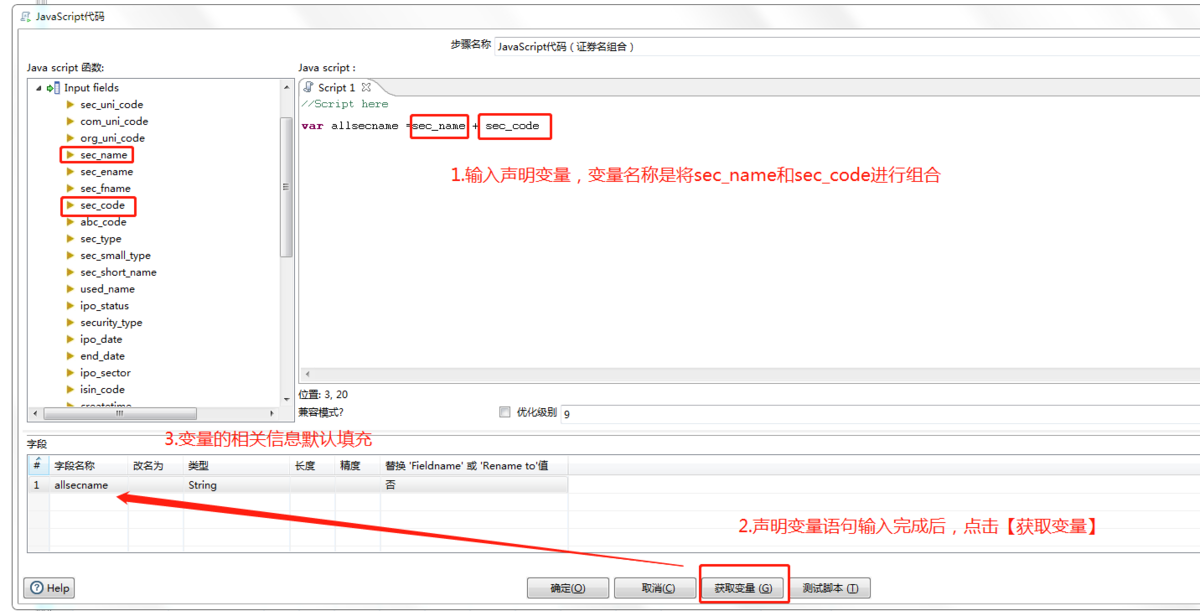 JavaScript代码
步骤名称 JavaScript代码（证券名组合）
Java script 函数:
Java script :
Input fields
sec_uni_code
com_uni_code
org_uni_code
sec_name
sec_ename
sec_fname
sec_code
abc_code
sec_type
sec_small_type
sec_short_name
used_name
ipo_status
security_type
ipo_date
end_date
ipo_sector
isin_code
createtime
Script 1
//Script here
var allsecname =sec_name + sec_code
1.输入声明变量，变量名称是将sec_name和sec_code进行组合
位置: 3, 20
兼容模式?
优化级别 9
3.变量的相关信息默认填充
字段
# 字段名称 改名为 类型 长度 精度 替换 'Fieldname' 或 'Rename to'值
1 allsecname String 否
2.声明变量语句输入完成后，点击【获取变量】
Help 确定(O) 取消(C) 获取变量 (G) 测试脚本 (T)